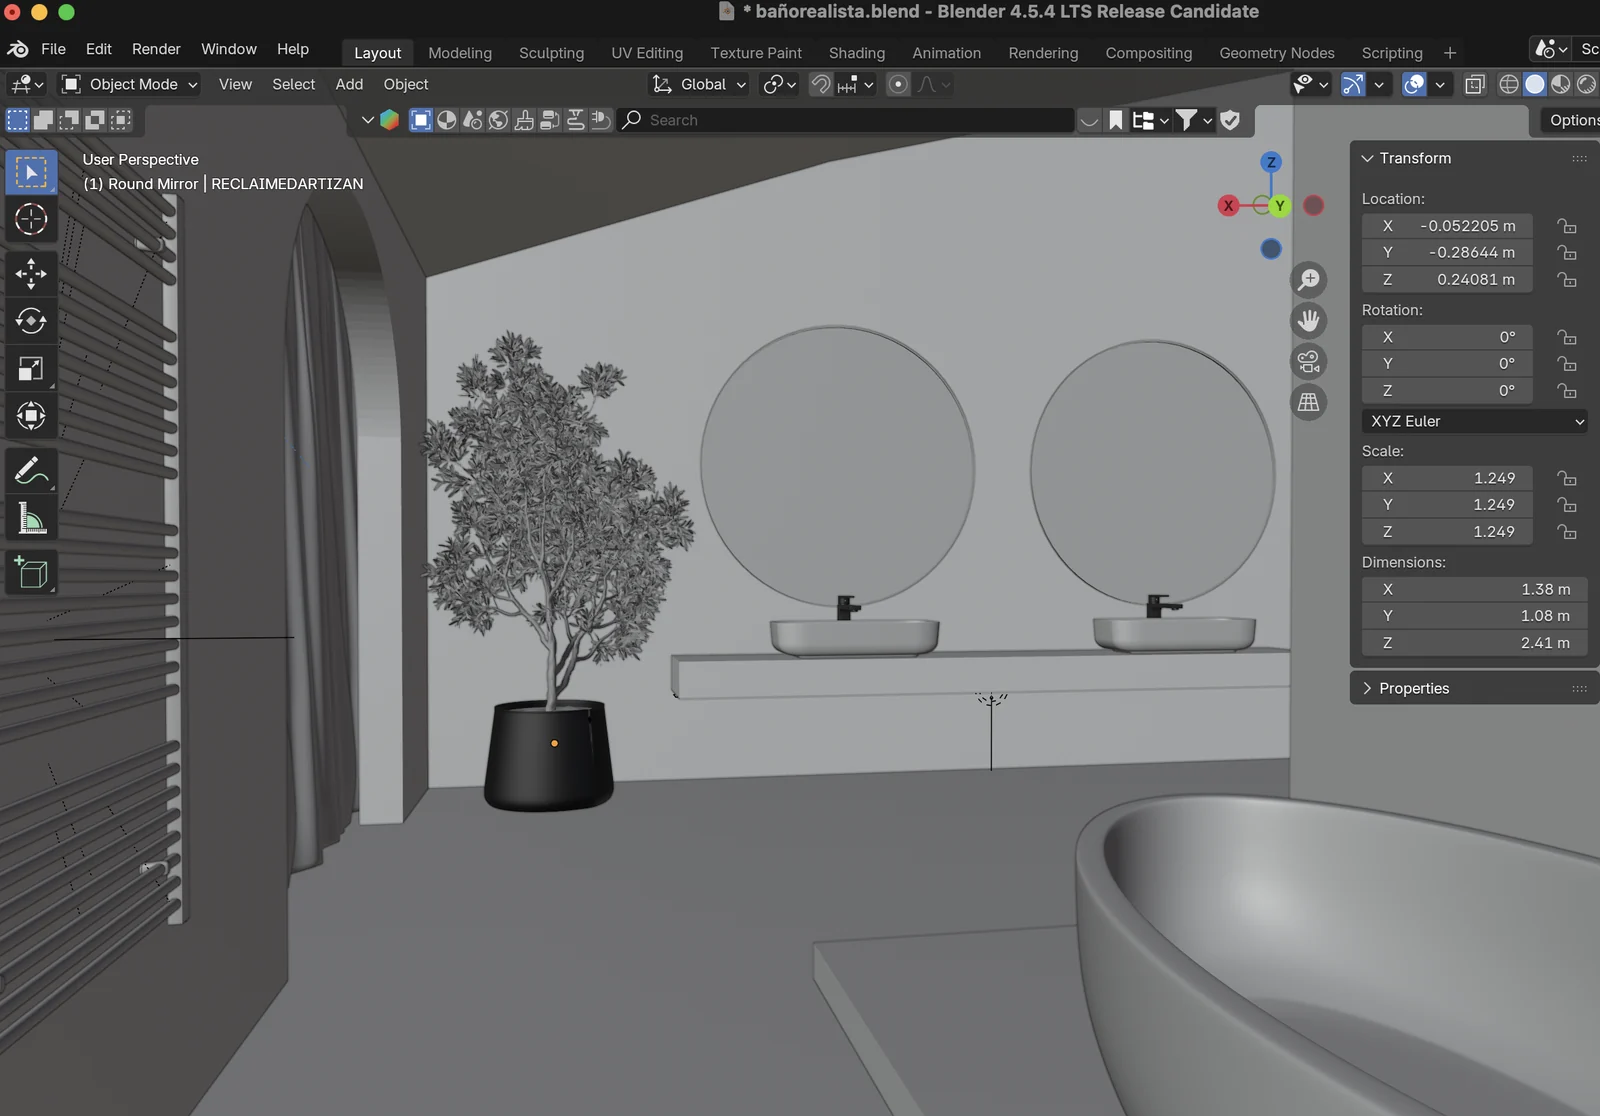 * bañorealista.blend - Blender 4.5.4 LTS Release Candidate
File Edit Render Window Help Layout Modeling Sculpting UV Editing Texture Paint Shading Animation Rendering Compositing Geometry Nodes Scripting + Sc
Object Mode View Select Add Object Global
Search Options
User Perspective
(1) Round Mirror | RECLAIMEDARTIZAN
Z
X Y
Transform
Location:
X -0.052205 m
Y -0.28644 m
Z 0.24081 m
Rotation:
X 0°
Y 0°
Z 0°
XYZ Euler
Scale:
X 1.249
Y 1.249
Z 1.249
Dimensions:
X 1.38 m
Y 1.08 m
Z 2.41 m
Properties